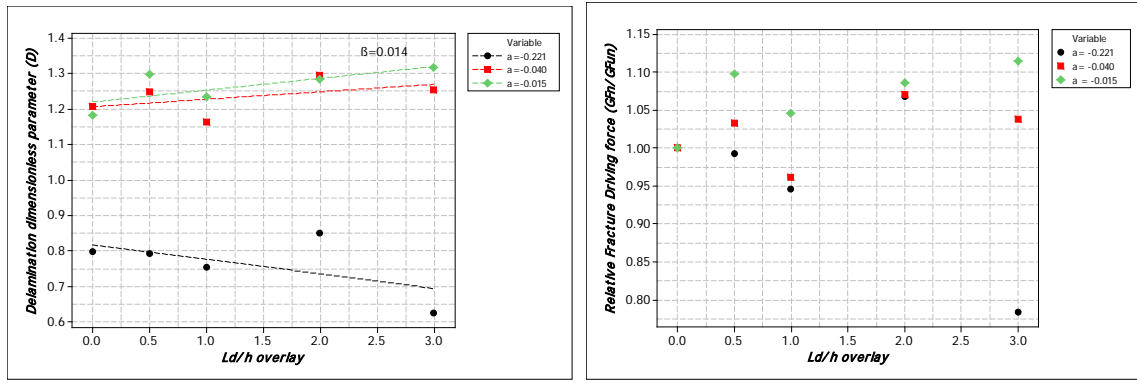 Delamination dimensionless parameter (D)
1.4
1.3
1.2
1.1
1.0
0.9
0.8
0.7
0.6
0.0 0.5 1.0 1.5 2.0 2.5 3.0
Ld/h overlay
ß=0.014
Variable
a=-0.221
a=-0.040
a=-0.015
Relative Fracture Driving force (GFn/GFun)
1.15
1.10
1.05
1.00
0.95
0.90
0.85
0.80
0.0 0.5 1.0 1.5 2.0 2.5 3.0
Ld/h overlay
Variable
a= -0.221
a= -0.040
a = -0.015